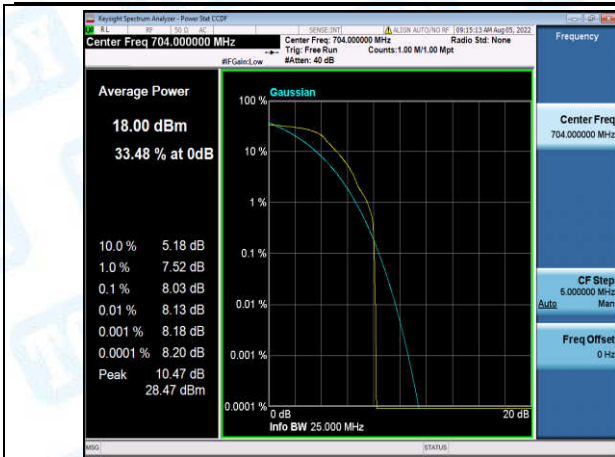 Keysight Spectrum Analyzer - Power Stat CCDF
RL RF 50 Ω AC SENSE:INT ALIGN AUTO/NO RF 09:15:13 AM Aug 05, 2022
Center Freq 704.000000 MHz
Center Freq: 704.000000 MHz Radio Std: None
Trig: Free Run Counts:1.00 M/1.00 Mpt
#IFGain:Low #Atten: 40 dB
Frequency
Average Power
18.00 dBm
33.48 % at 0dB
10.0 % 5.18 dB
1.0 % 7.52 dB
0.1 % 8.03 dB
0.01 % 8.13 dB
0.001 % 8.18 dB
0.0001 % 8.20 dB
Peak 10.47 dB
28.47 dBm
Gaussian
100 %
10 %
1 %
0.1 %
0.01 %
0.001 %
0.0001 %
0 dB 20 dB
Info BW 25.000 MHz
Center Freq
704.000000 MHz
CF Step
5.000000 MHz
Auto Man
Freq Offset
0 Hz
MSG STATUS